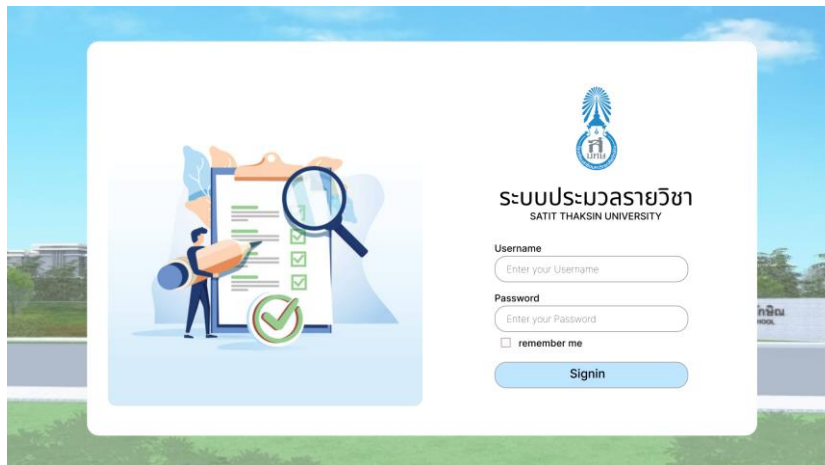 ระบบประมวลรายวิชา
SATIT THAKSIN UNIVERSITY
Username
Enter your Username
Password
Enter your Password
remember me
Signin